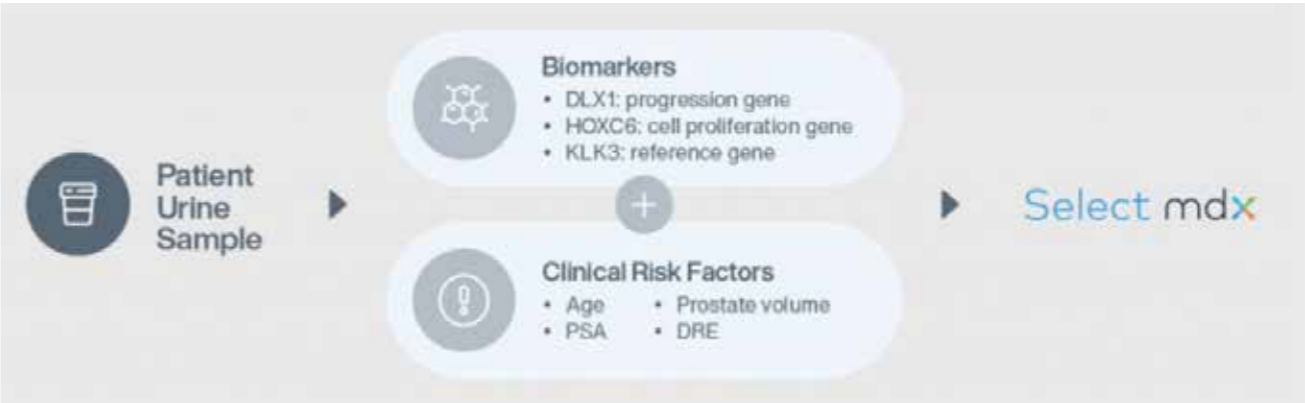 Patient
Urine
Sample
Biomarkers
• DLX1: progression gene
• HOXC6: cell proliferation gene
• KLK3: reference gene
+
Clinical Risk Factors
• Age • Prostate volume
• PSA • DRE
Select mdx